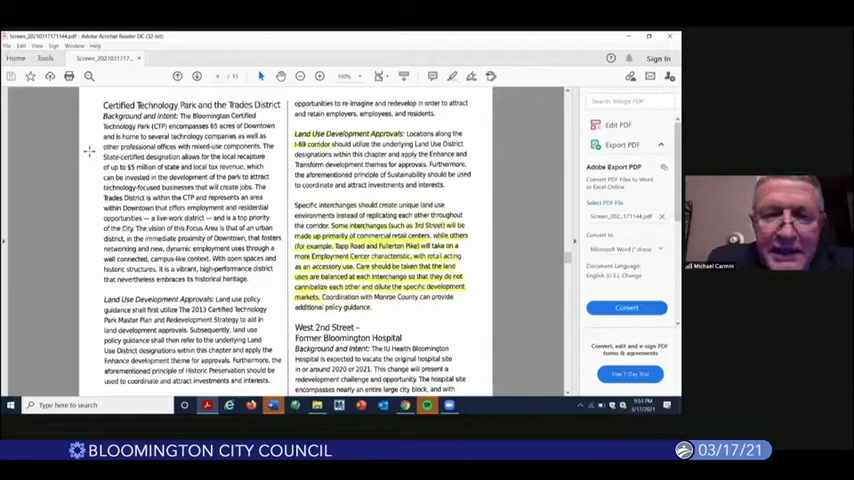 Screen_20210317171144.pdf - Adobe Acrobat Reader DC (32-bit)
File Edit View Sign Window Help
Home Tools
Screen_2021031717... ×
Sign In
9 / 13
100%
Certified Technology Park and the Trades District
Background and Intent: The Bloomington Certified
Technology Park (CTP) encompasses 65 acres of Downtown
and is home to several technology companies as well as
other professional offices with mixed-use components. The
State-certified designation allows for the local recapture
of up to $5 million of state and local tax revenue, which
can be invested in the development of the park to attract
technology-focused businesses that will create jobs. The
Trades District is within the CTP and represents an area
within Downtown that offers employment and residential
opportunities — a live-work district — and is a top priority
of the City. The vision of this Focus Area is that of an urban
district, in the immediate proximity of Downtown, that fosters
networking and new, dynamic employment uses through a
well connected, campus-like context. With open spaces and
historic structures, it is a vibrant, high-performance district
that nevertheless embraces its historical heritage.
Land Use Development Approvals: Land use policy
guidance shall first utilize The 2013 Certified Technology
Park Master Plan and Redevelopment Strategy to aid in
land development approvals. Subsequently, land use
policy guidance shall then refer to the underlying Land
Use District designations within this chapter and apply the
Enhance development theme for approvals. Furthermore, the
aforementioned principle of Historic Preservation should be
used to coordinate and attract investments and interests.
opportunities to re-imagine and redevelop in order to attract
and retain employers, employees, and residents.
Land Use Development Approvals: Locations along the
I-69 corridor should utilize the underlying Land Use District
designations within this chapter and apply the Enhance and
Transform development themes for approvals. Furthermore,
the aforementioned principle of Sustainability should be used
to coordinate and attract investments and interests.
Specific interchanges should create unique land use
environments instead of replicating each other throughout
the corridor. Some interchanges (such as 3rd Street) will be
made up primarily of commercial retail centers, while others
(for example, Tapp Road and Fullerton Pike) will take on a
more Employment Center characteristic, with retail acting
as an accessory use. Care should be taken that the land
uses are balanced at each interchange so that they do not
cannibalize each other and dilute the specific development
markets. Coordination with Monroe County can provide
additional policy guidance.
West 2nd Street –
Former Bloomington Hospital
Background and Intent: The IU Health Bloomington
Hospital is expected to vacate the original hospital site
in or around 2020 or 2021. This change will present a
redevelopment challenge and opportunity. The hospital site
encompasses nearly an entire large city block, and with
Search 'Merge PDF'
Edit PDF
Export PDF
Adobe Export PDF
Convert PDF Files to Word
or Excel Online
Select PDF File
Screen_202...171144.pdf ×
Convert to
Microsoft Word (*.docx)
Document Language:
English (U.S.) Change
Convert
Convert, edit and e-sign PDF
forms & agreements
Free 7-Day Trial
Michael Carmin
Type here to search
9:54 PM
3/17/2021
BLOOMINGTON CITY COUNCIL
03/17/21